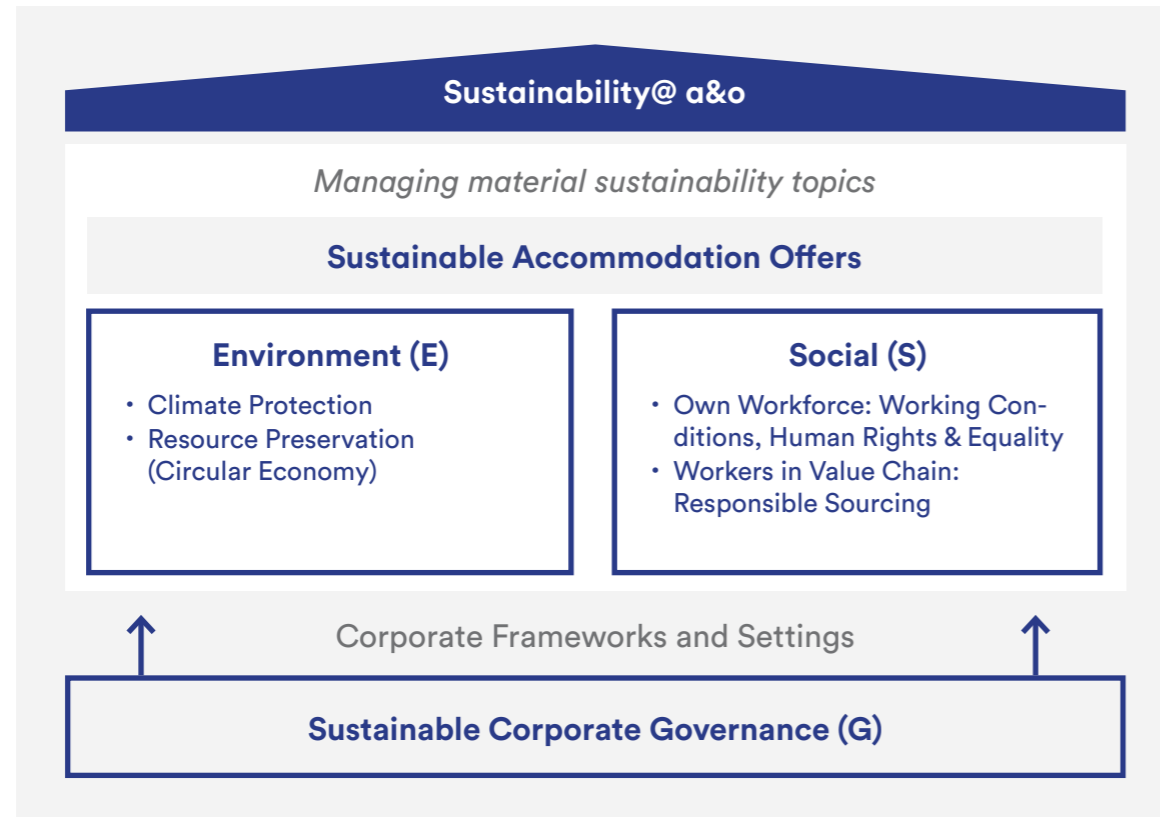 Sustainability@ a&o
Managing material sustainability topics
Sustainable Accommodation Offers
Environment (E)
• Climate Protection
• Resource Preservation
(Circular Economy)
Social (S)
• Own Workforce: Working Con-
ditions, Human Rights & Equality
• Workers in Value Chain:
Responsible Sourcing
Corporate Frameworks and Settings
Sustainable Corporate Governance (G)